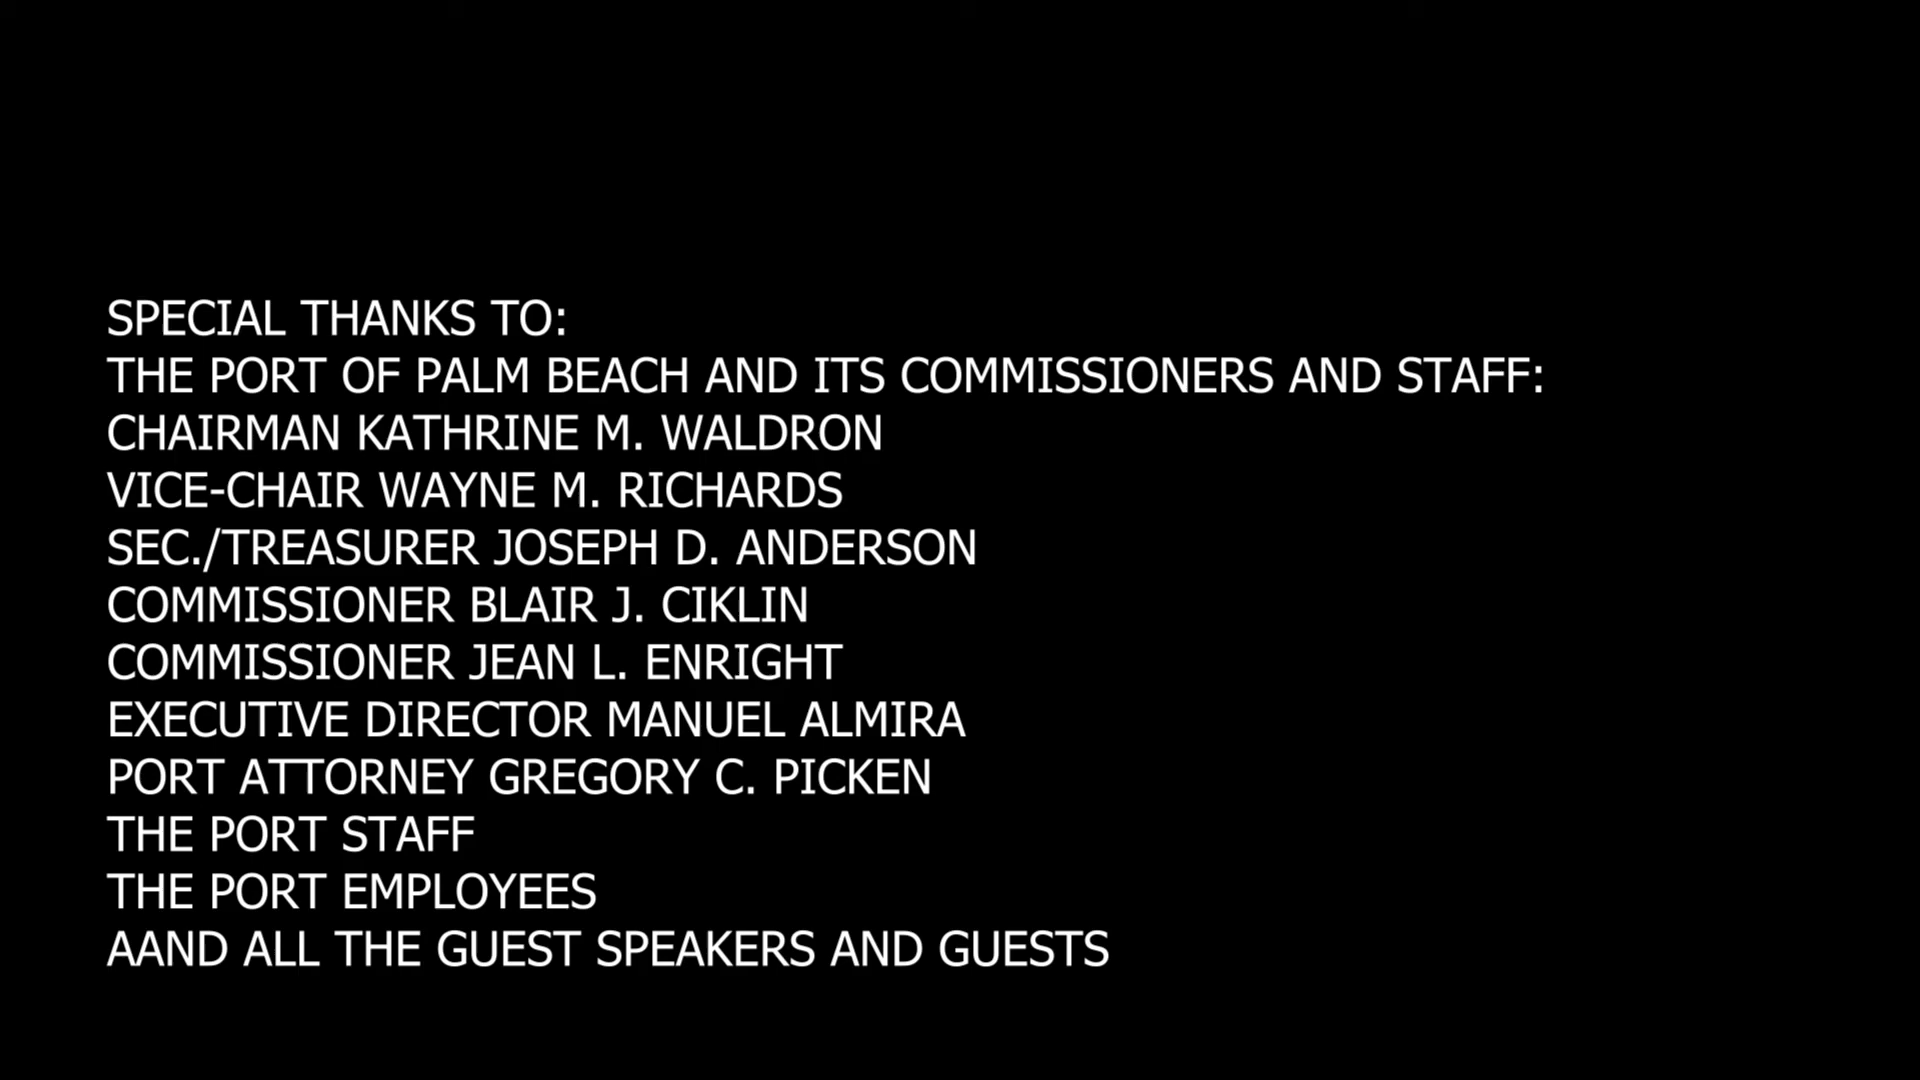 SPECIAL THANKS TO:
THE PORT OF PALM BEACH AND ITS COMMISSIONERS AND STAFF:
CHAIRMAN KATHRINE M. WALDRON
VICE-CHAIR WAYNE M. RICHARDS
SEC./TREASURER JOSEPH D. ANDERSON
COMMISSIONER BLAIR J. CIKLIN
COMMISSIONER JEAN L. ENRIGHT
EXECUTIVE DIRECTOR MANUEL ALMIRA
PORT ATTORNEY GREGORY C. PICKEN
THE PORT STAFF
THE PORT EMPLOYEES
AAND ALL THE GUEST SPEAKERS AND GUESTS